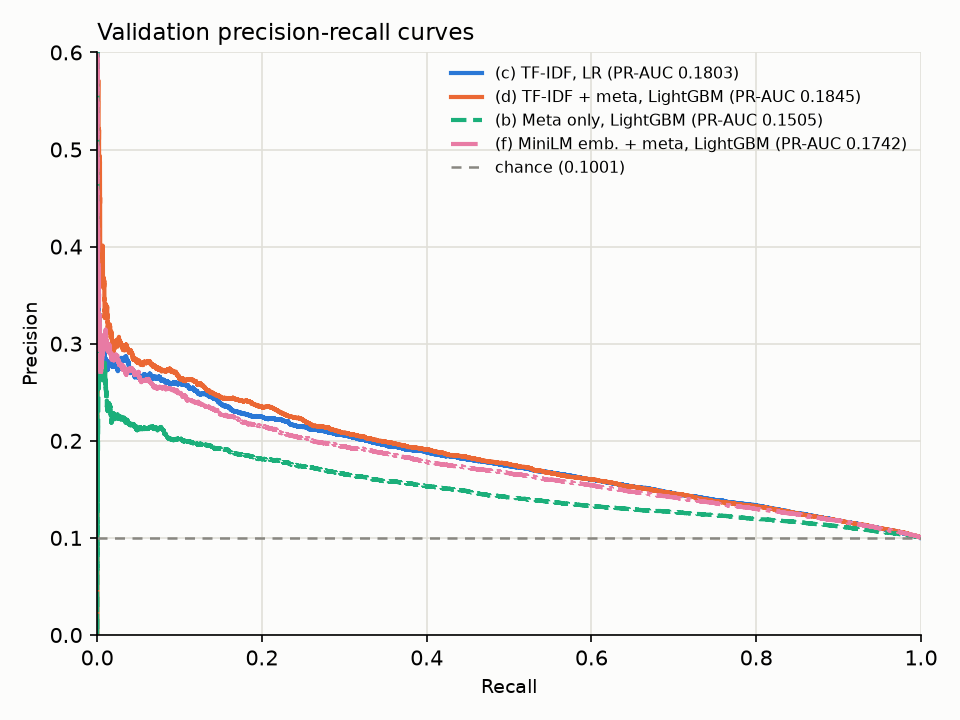 Validation precision-recall curves
(c) TF-IDF, LR (PR-AUC 0.1803)
(d) TF-IDF + meta, LightGBM (PR-AUC 0.1845)
(b) Meta only, LightGBM (PR-AUC 0.1505)
(f) MiniLM emb. + meta, LightGBM (PR-AUC 0.1742)
chance (0.1001)
0.6
0.5
0.4
0.3
0.2
0.1
0.0
Precision
0.0 0.2 0.4 0.6 0.8 1.0
Recall